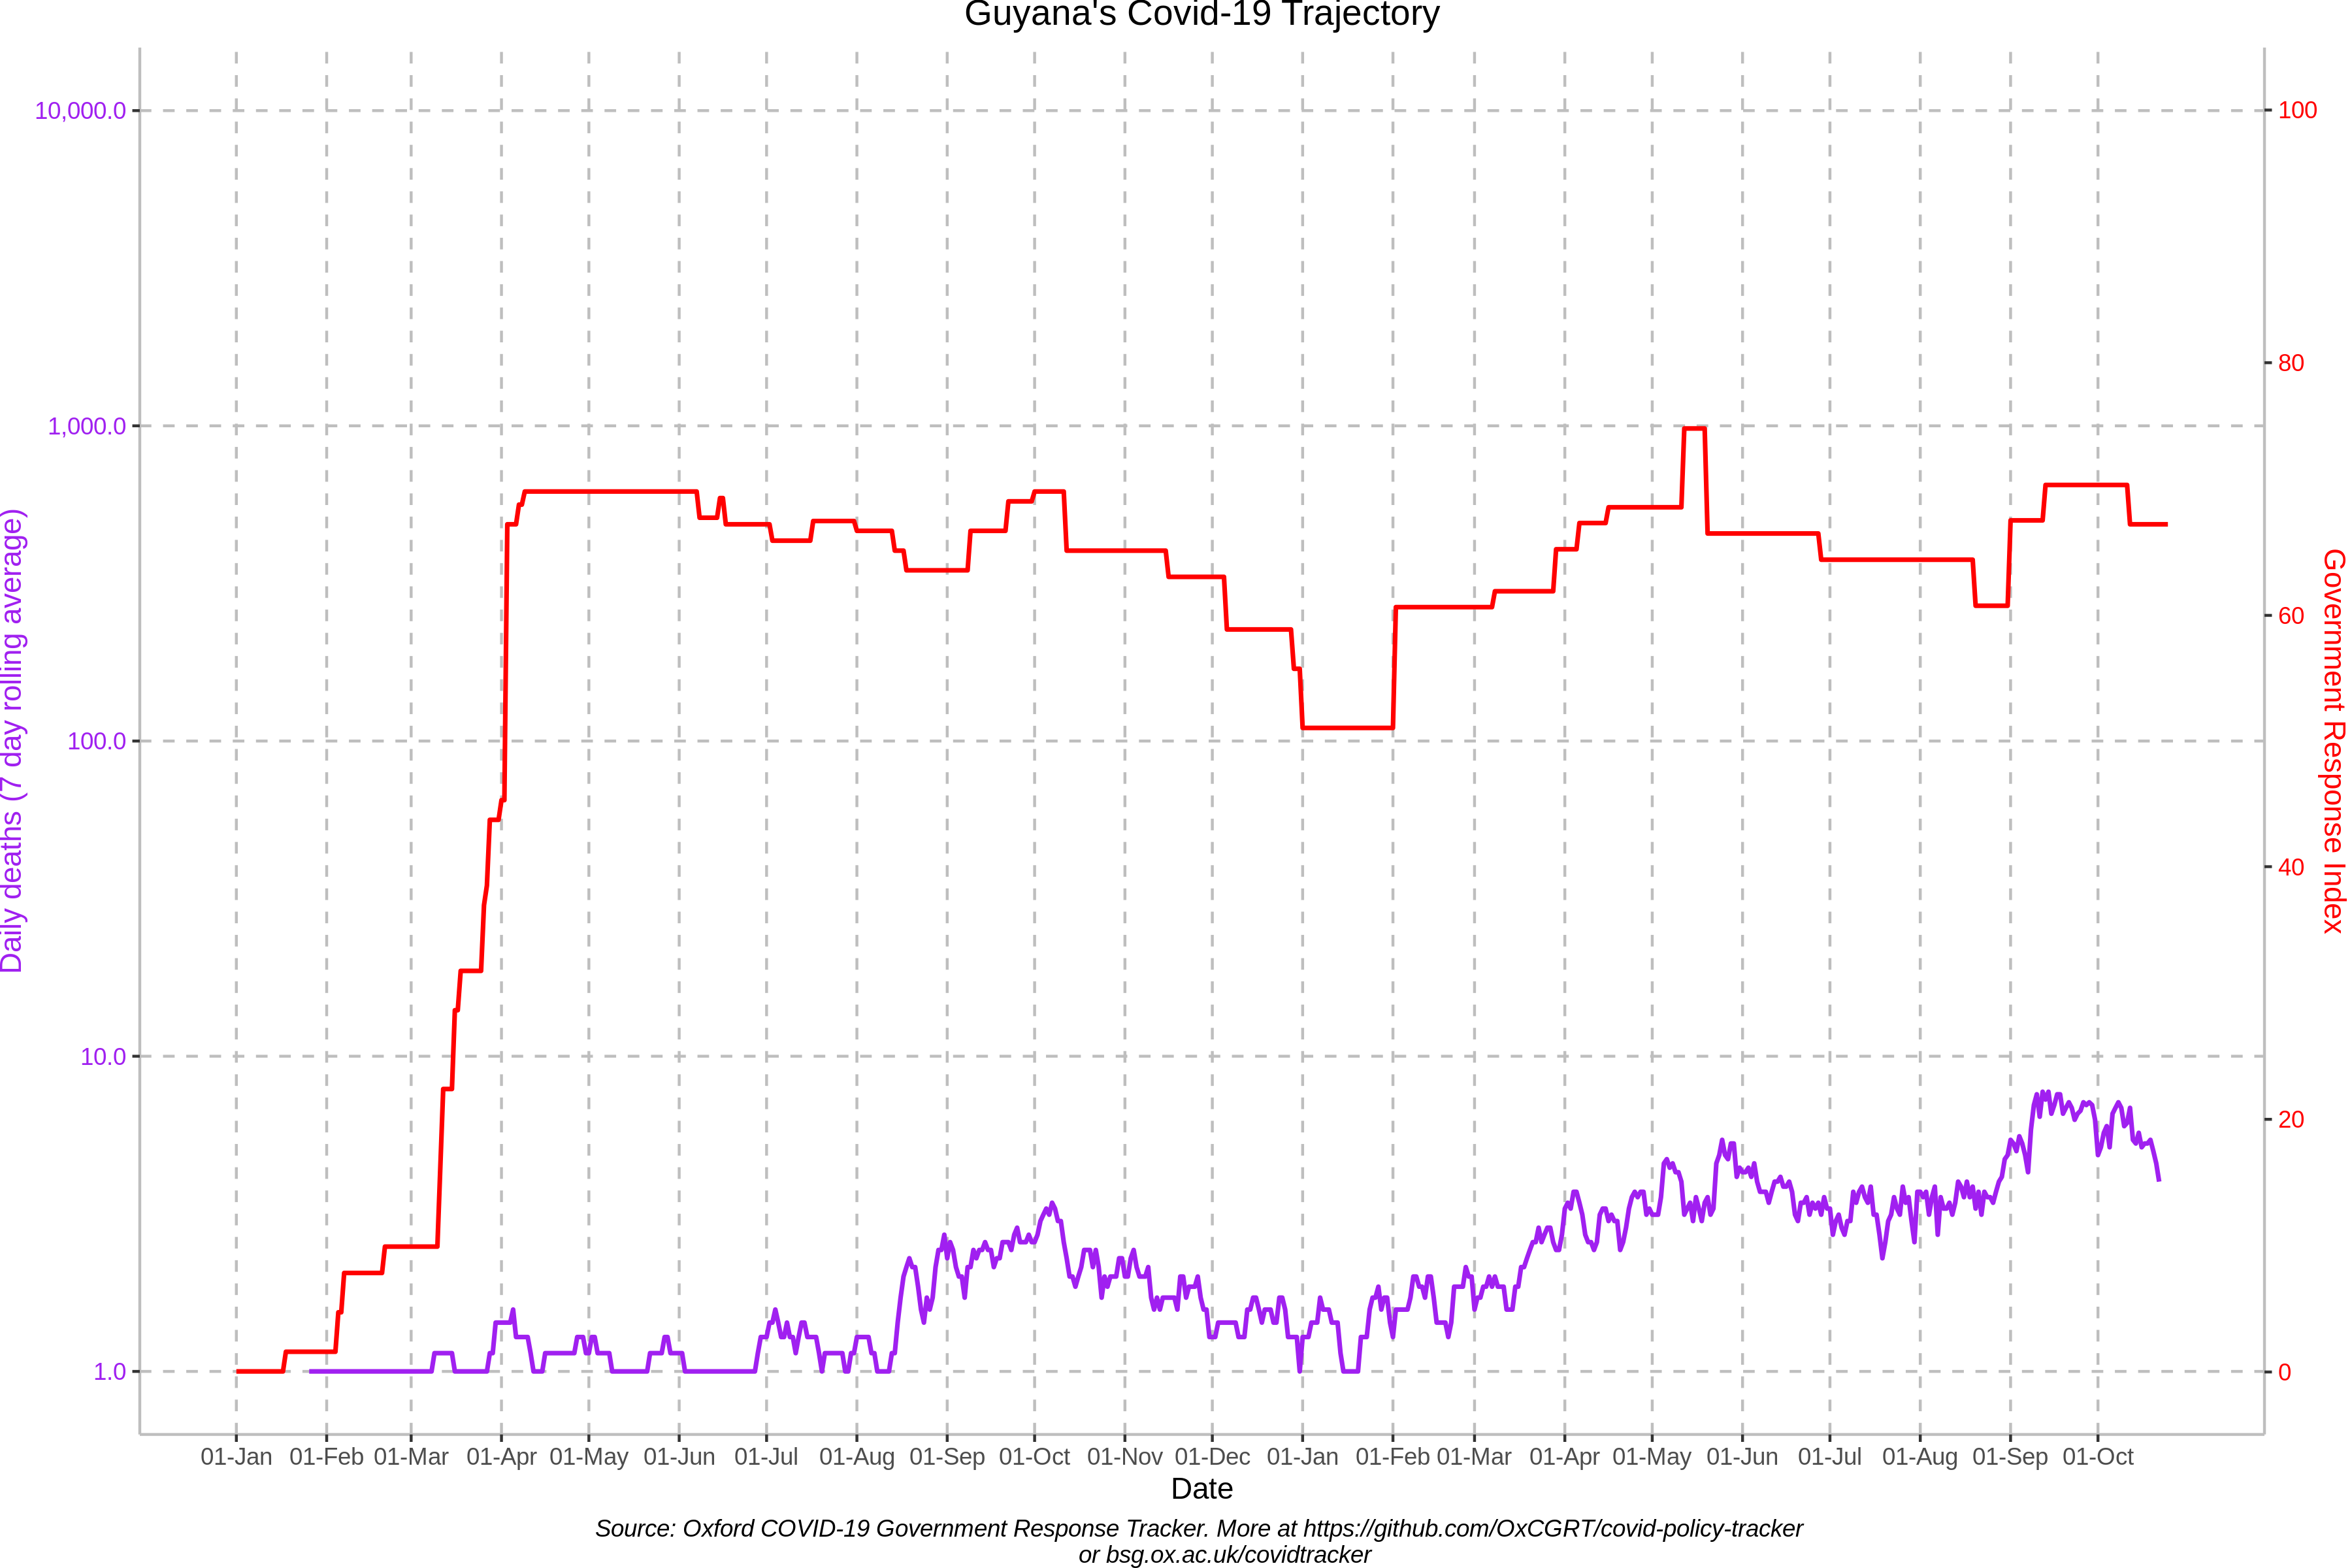 Guyana's Covid-19 Trajectory
10,000.0
1,000.0
100.0
10.0
1.0
Daily deaths (7 day rolling average)
100
80
60
40
20
0
Government Response Index
01-Jan 01-Feb 01-Mar 01-Apr 01-May 01-Jun 01-Jul 01-Aug 01-Sep 01-Oct 01-Nov 01-Dec 01-Jan 01-Feb 01-Mar 01-Apr 01-May 01-Jun 01-Jul 01-Aug 01-Sep 01-Oct
Date
Source: Oxford COVID-19 Government Response Tracker. More at https://github.com/OxCGRT/covid-policy-tracker
or bsg.ox.ac.uk/covidtracker